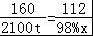 160/2100t = 112/98%x